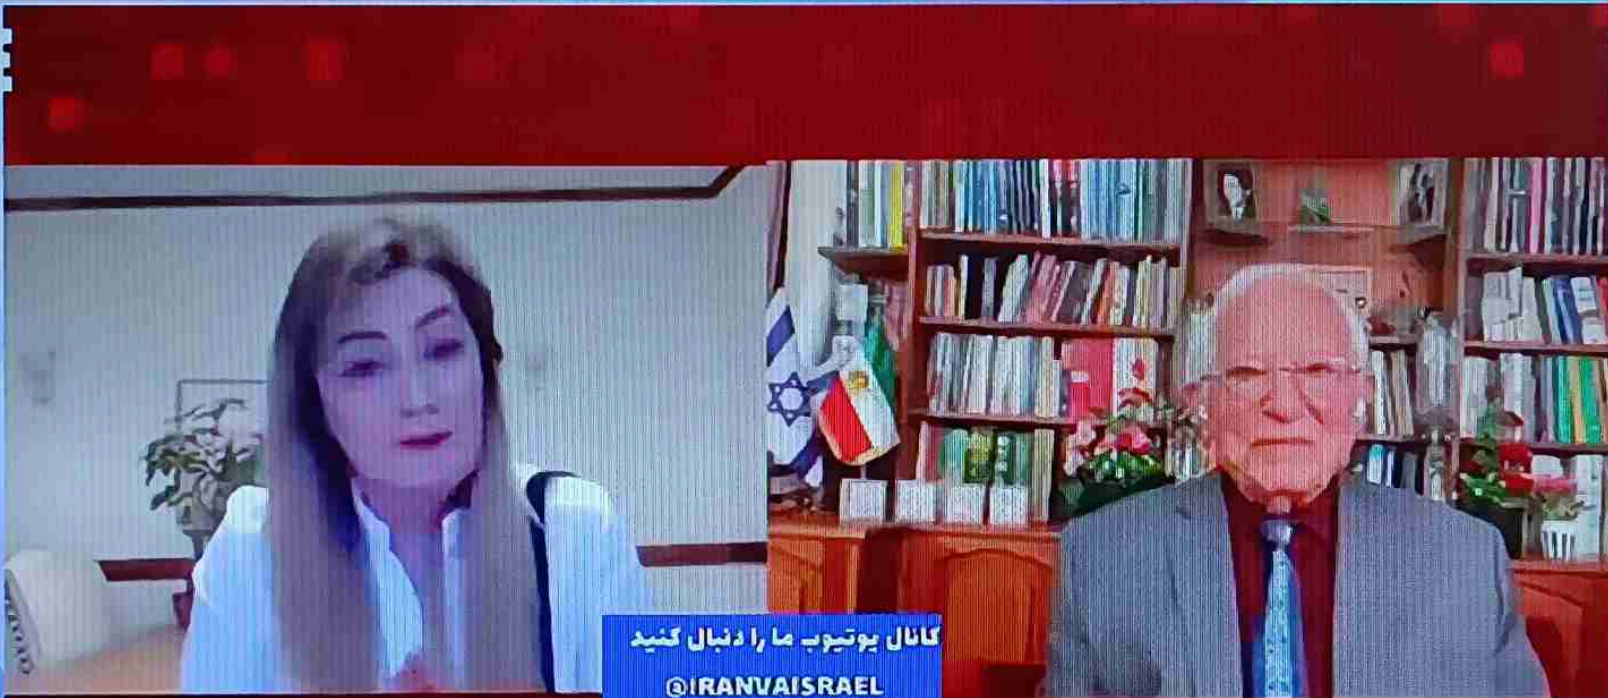 کانال یوتیوب ما را دنبال کنید
@IRANVAISRAEL